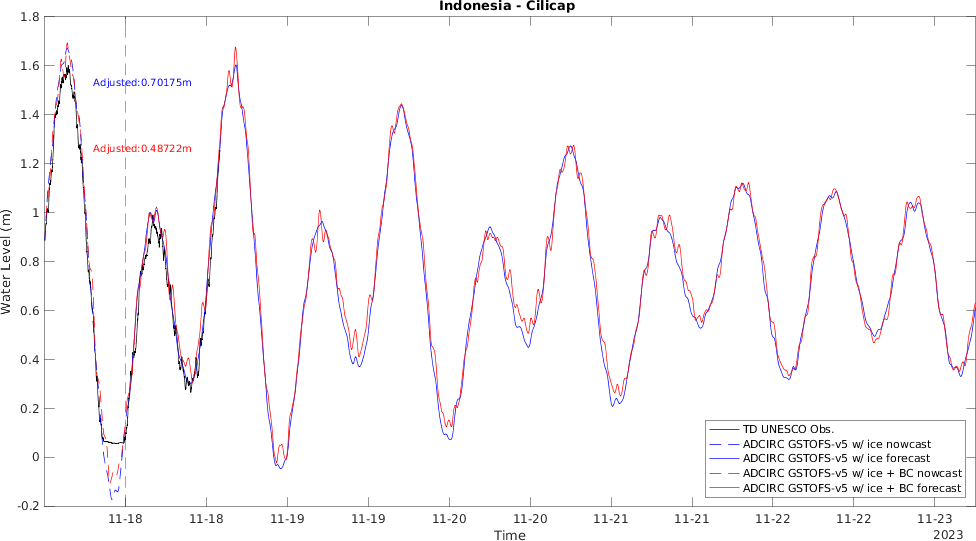 Indonesia - Cilicap
1.8
1.6
1.4
1.2
1
0.8
0.6
0.4
0.2
0
-0.2
Water Level (m)
Adjusted:0.70175m
Adjusted:0.48722m
TD UNESCO Obs.
ADCIRC GSTOFS-v5 w/ ice nowcast
ADCIRC GSTOFS-v5 w/ ice forecast
ADCIRC GSTOFS-v5 w/ ice + BC nowcast
ADCIRC GSTOFS-v5 w/ ice + BC forecast
11-18 11-18 11-19 11-19 11-20 11-20 11-21 11-21 11-22 11-22 11-23
Time
2023